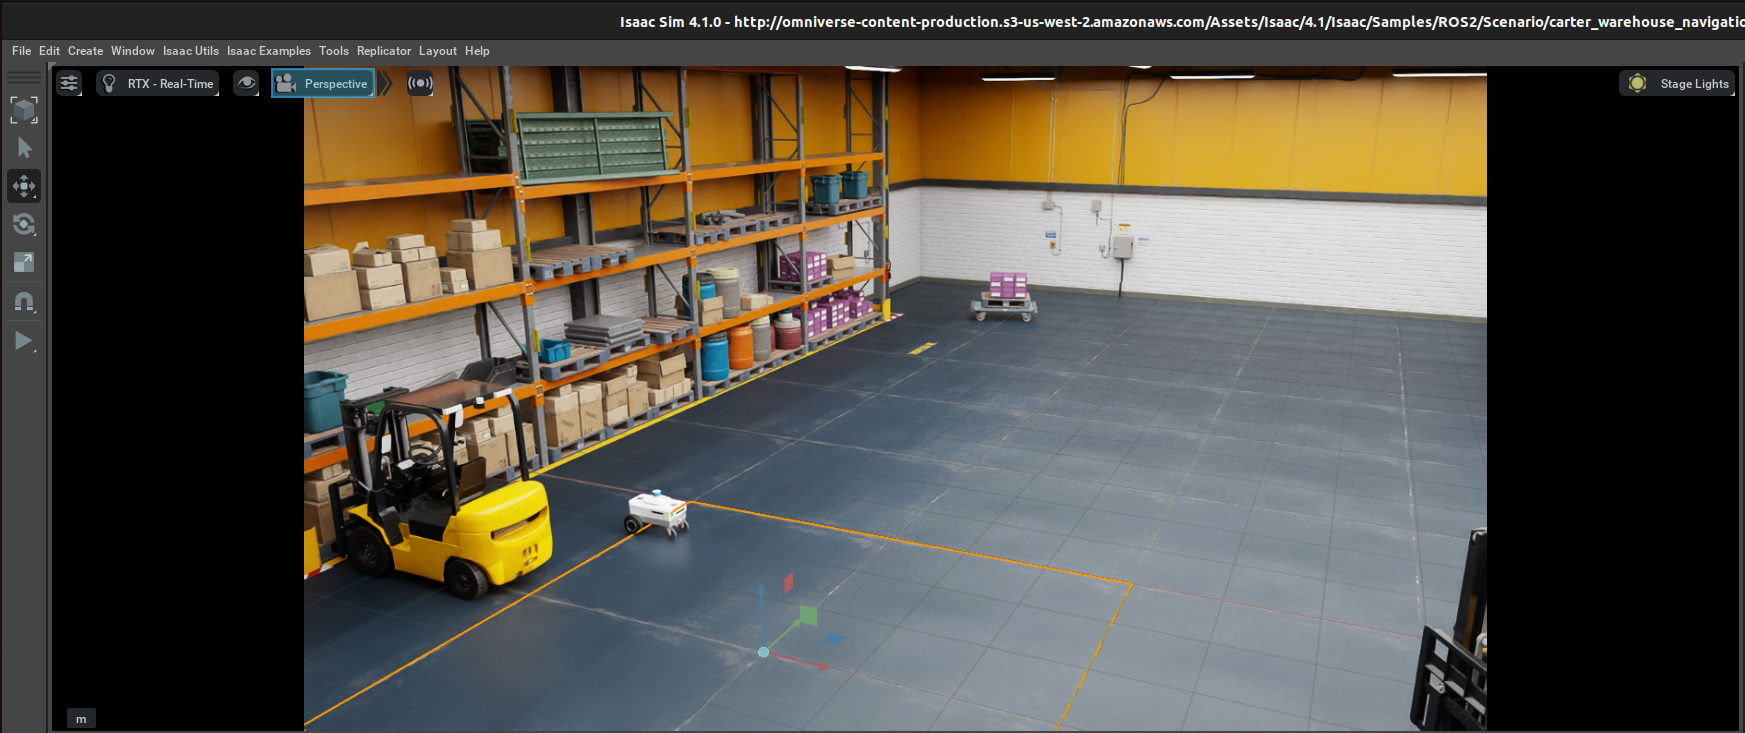 Isaac Sim 4.1.0 - http://omniverse-content-production.s3-us-west-2.amazonaws.com/Assets/Isaac/4.1/Isaac/Samples/ROS2/Scenario/carter_warehouse_navigatio
File Edit Create Window Isaac Utils Isaac Examples Tools Replicator Layout Help
RTX - Real-Time Perspective Stage Lights
m